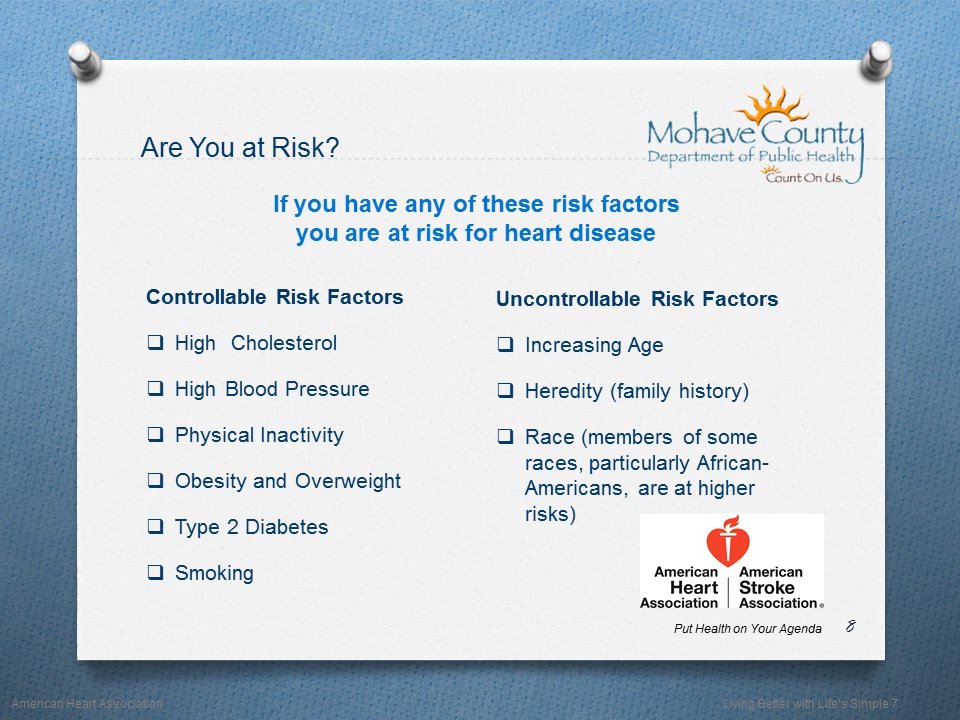 Mohave County
Department of Public Health
Count On Us.
Are You at Risk?
If you have any of these risk factors
you are at risk for heart disease
Controllable Risk Factors
High Cholesterol
High Blood Pressure
Physical Inactivity
Obesity and Overweight
Type 2 Diabetes
Smoking
Uncontrollable Risk Factors
Increasing Age
Heredity (family history)
Race (members of some
races, particularly African-
Americans, are at higher
risks)
American Heart Association
American Stroke Association®
Put Health on Your Agenda
8
American Heart Association
Living Better with Life's Simple 7